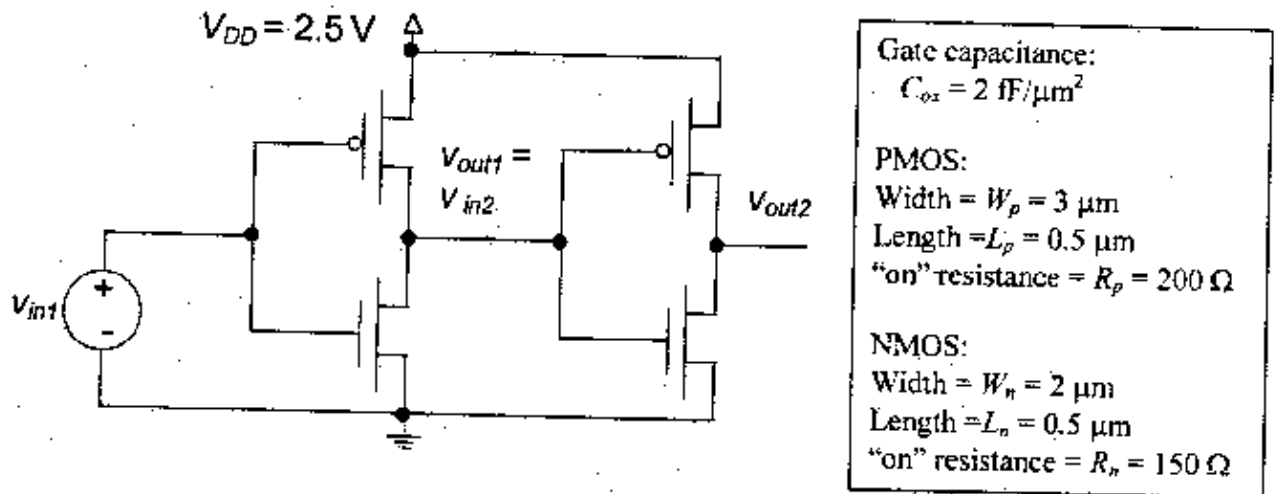 V_DD = 2.5 V
v_out1 =
v_in2
v_out2
v_in1
+
-
Gate capacitance:
C_ox = 2 fF/μm²
PMOS:
Width = W_p = 3 μm
Length = L_p = 0.5 μm
“on” resistance = R_p = 200 Ω
NMOS:
Width = W_n = 2 μm
Length = L_n = 0.5 μm
“on” resistance = R_n = 150 Ω